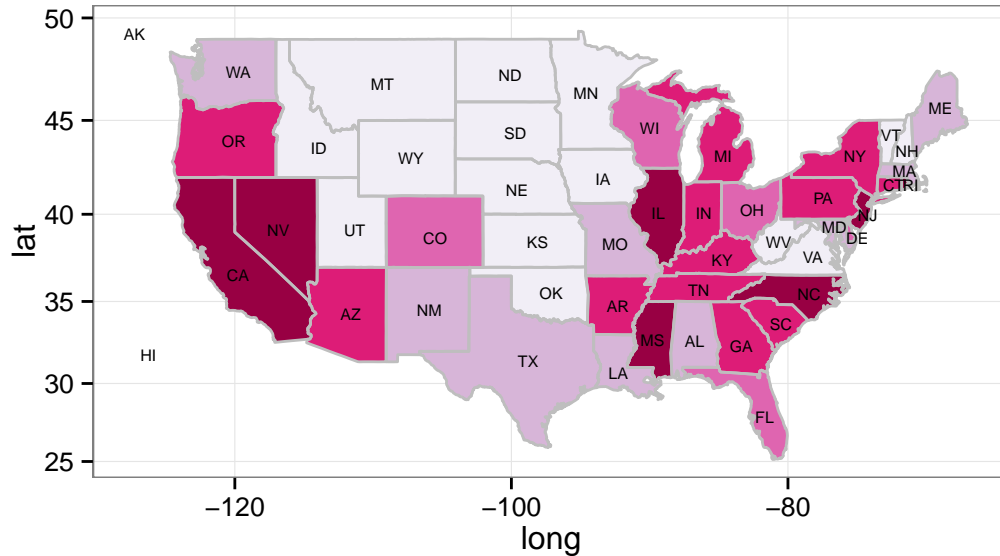 50
AK
WA
MT
ND
MN
ME
45
OR
ID
WY
SD
WI
MI
NY
VT
NH
MA
CT
RI
NV
UT
CO
NE
IA
IL
IN
OH
PA
NJ
40
CA
KS
MO
KY
WV
VA
MD
DE
35
AZ
NM
OK
AR
TN
NC
SC
HI
TX
LA
MS
AL
GA
30
FL
25
lat
−120
−100
−80
long